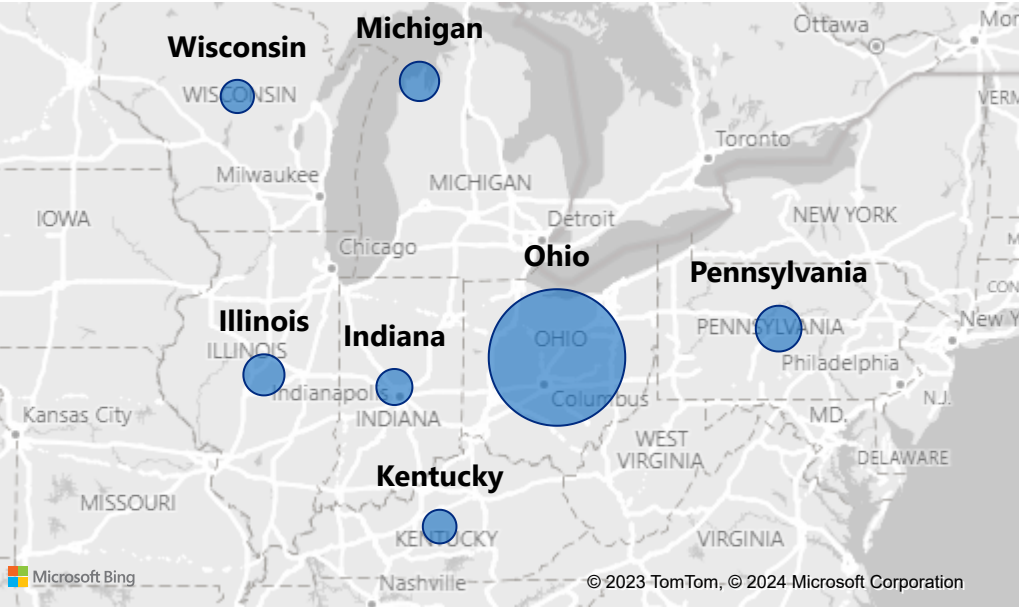 Michigan
Wisconsin
Ottawa
Mor
WISCONSIN
VERM
Toronto
Milwaukee
MICHIGAN
IOWA
Detroit
NEW YORK
Chicago
M
Ohio
Pennsylvania
CON
Illinois
Indiana
PENNSYLVANIA
New Y
OHIO
ILLINOIS
Philadelphia
Indianapolis
Columbus
N.J.
Kansas City
INDIANA
MD.
WEST
VIRGINIA
DELAWARE
Kentucky
MISSOURI
KENTUCKY
VIRGINIA
Microsoft Bing
Nashville
© 2023 TomTom, © 2024 Microsoft Corporation